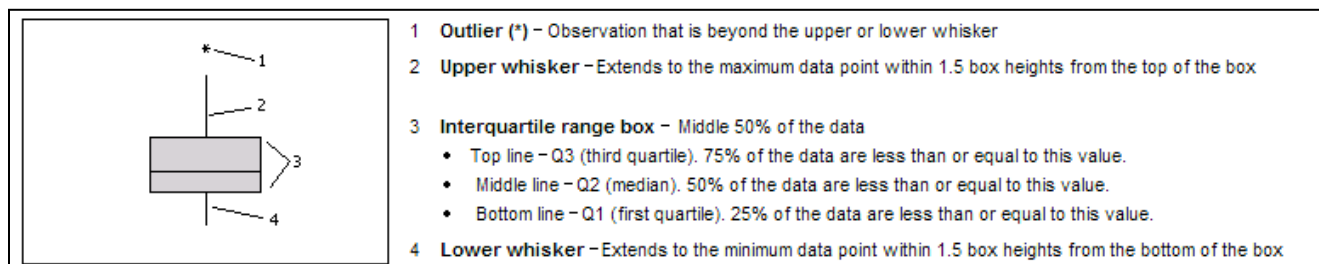 *
1
2
3
4
1 Outlier (*) – Observation that is beyond the upper or lower whisker
2 Upper whisker – Extends to the maximum data point within 1.5 box heights from the top of the box
3 Interquartile range box – Middle 50% of the data
• Top line – Q3 (third quartile). 75% of the data are less than or equal to this value.
• Middle line – Q2 (median). 50% of the data are less than or equal to this value.
• Bottom line – Q1 (first quartile). 25% of the data are less than or equal to this value.
4 Lower whisker – Extends to the minimum data point within 1.5 box heights from the bottom of the box